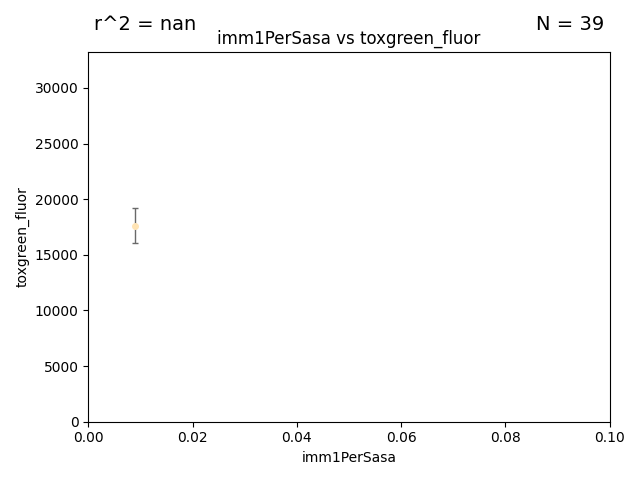 r^2 = nan
N = 39
imm1PerSasa vs toxgreen_fluor
30000
25000
20000
15000
10000
5000
0
toxgreen_fluor
0.00 0.02 0.04 0.06 0.08 0.10
imm1PerSasa